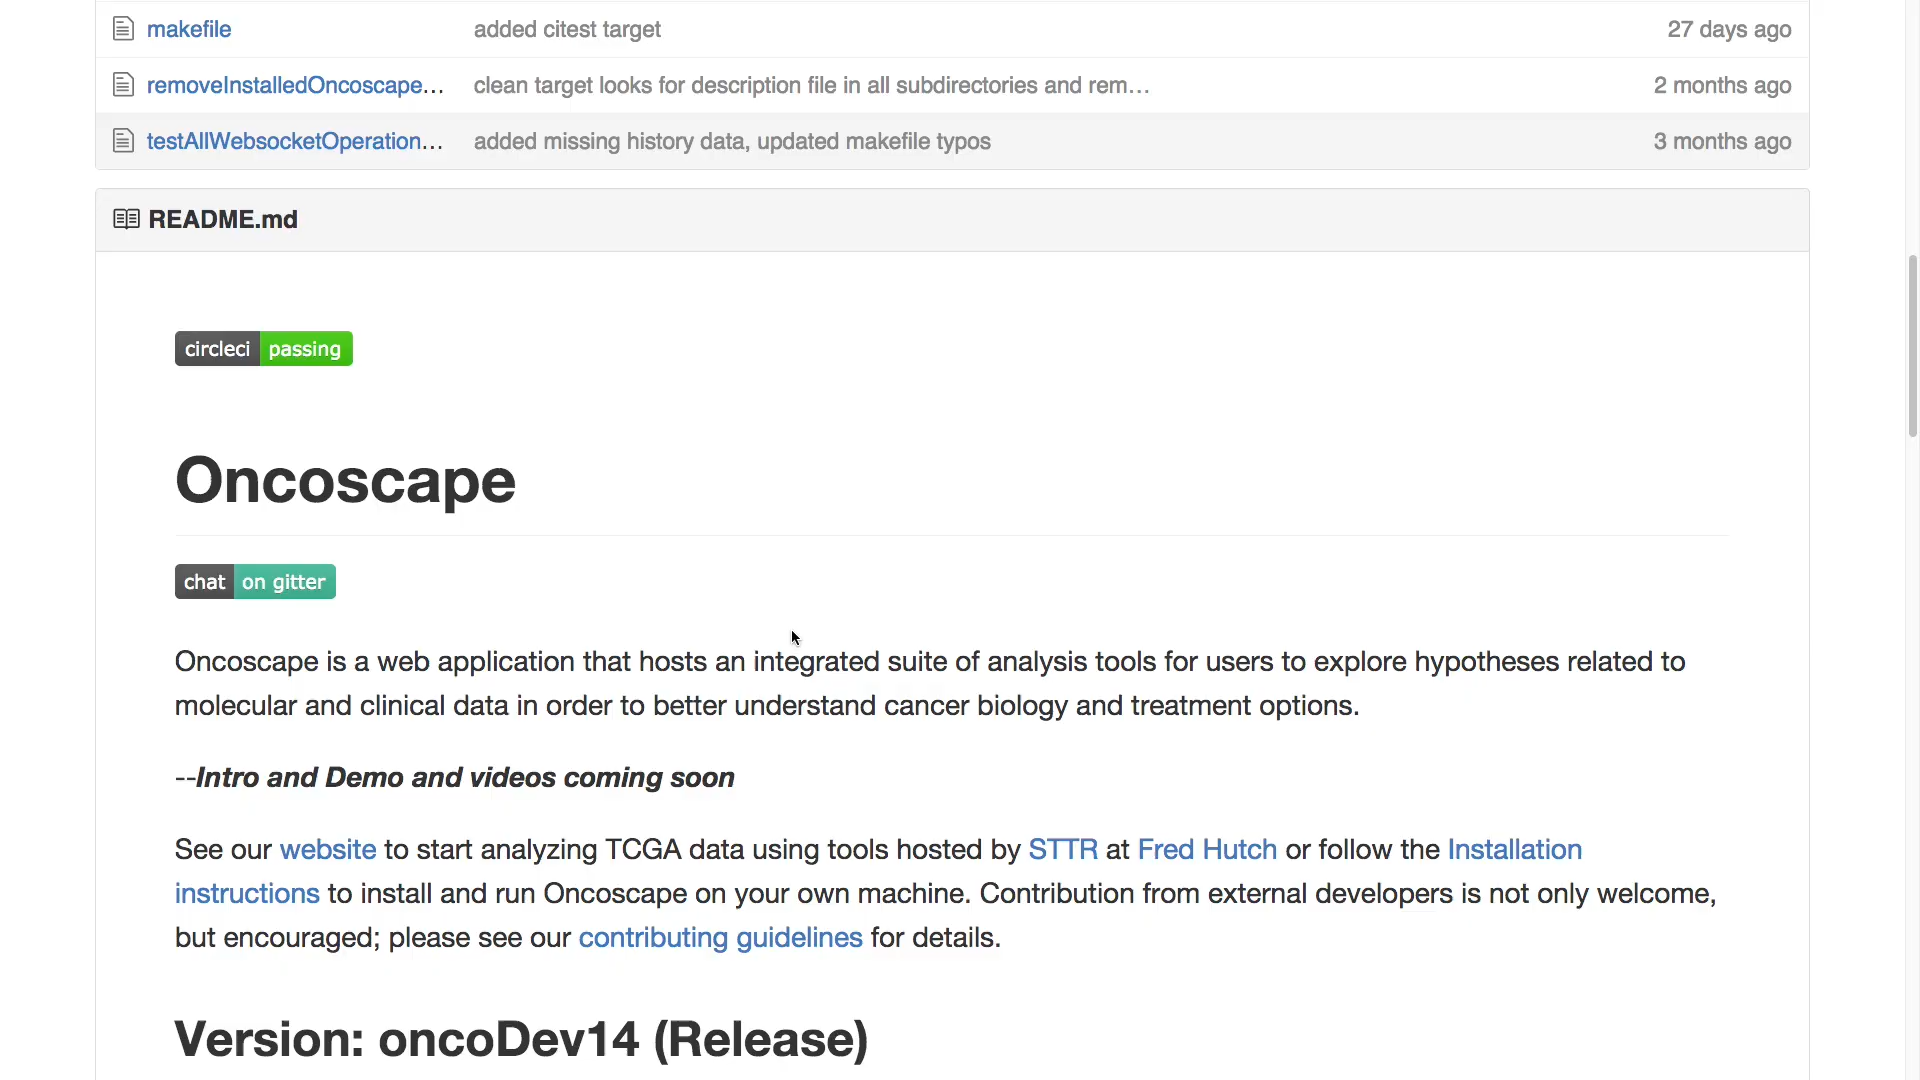 makefile added citest target 27 days ago
removeInstalledOncoscape... clean target looks for description file in all subdirectories and rem... 2 months ago
testAllWebsocketOperation... added missing history data, updated makefile typos 3 months ago
README.md
circleci passing
Oncoscape
chat on gitter
Oncoscape is a web application that hosts an integrated suite of analysis tools for users to explore hypotheses related to
molecular and clinical data in order to better understand cancer biology and treatment options.
--Intro and Demo and videos coming soon
See our website to start analyzing TCGA data using tools hosted by STTR at Fred Hutch or follow the Installation
instructions to install and run Oncoscape on your own machine. Contribution from external developers is not only welcome,
but encouraged; please see our contributing guidelines for details.
Version: oncoDev14 (Release)